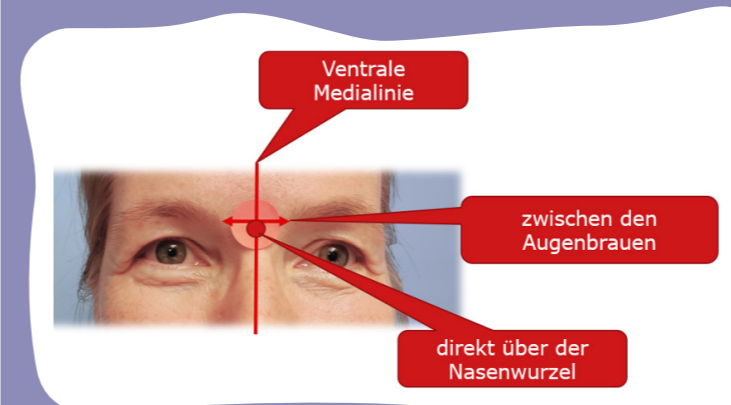 Ventrale
Medialinie
zwischen den
Augenbrauen
direkt über der
Nasenwurzel